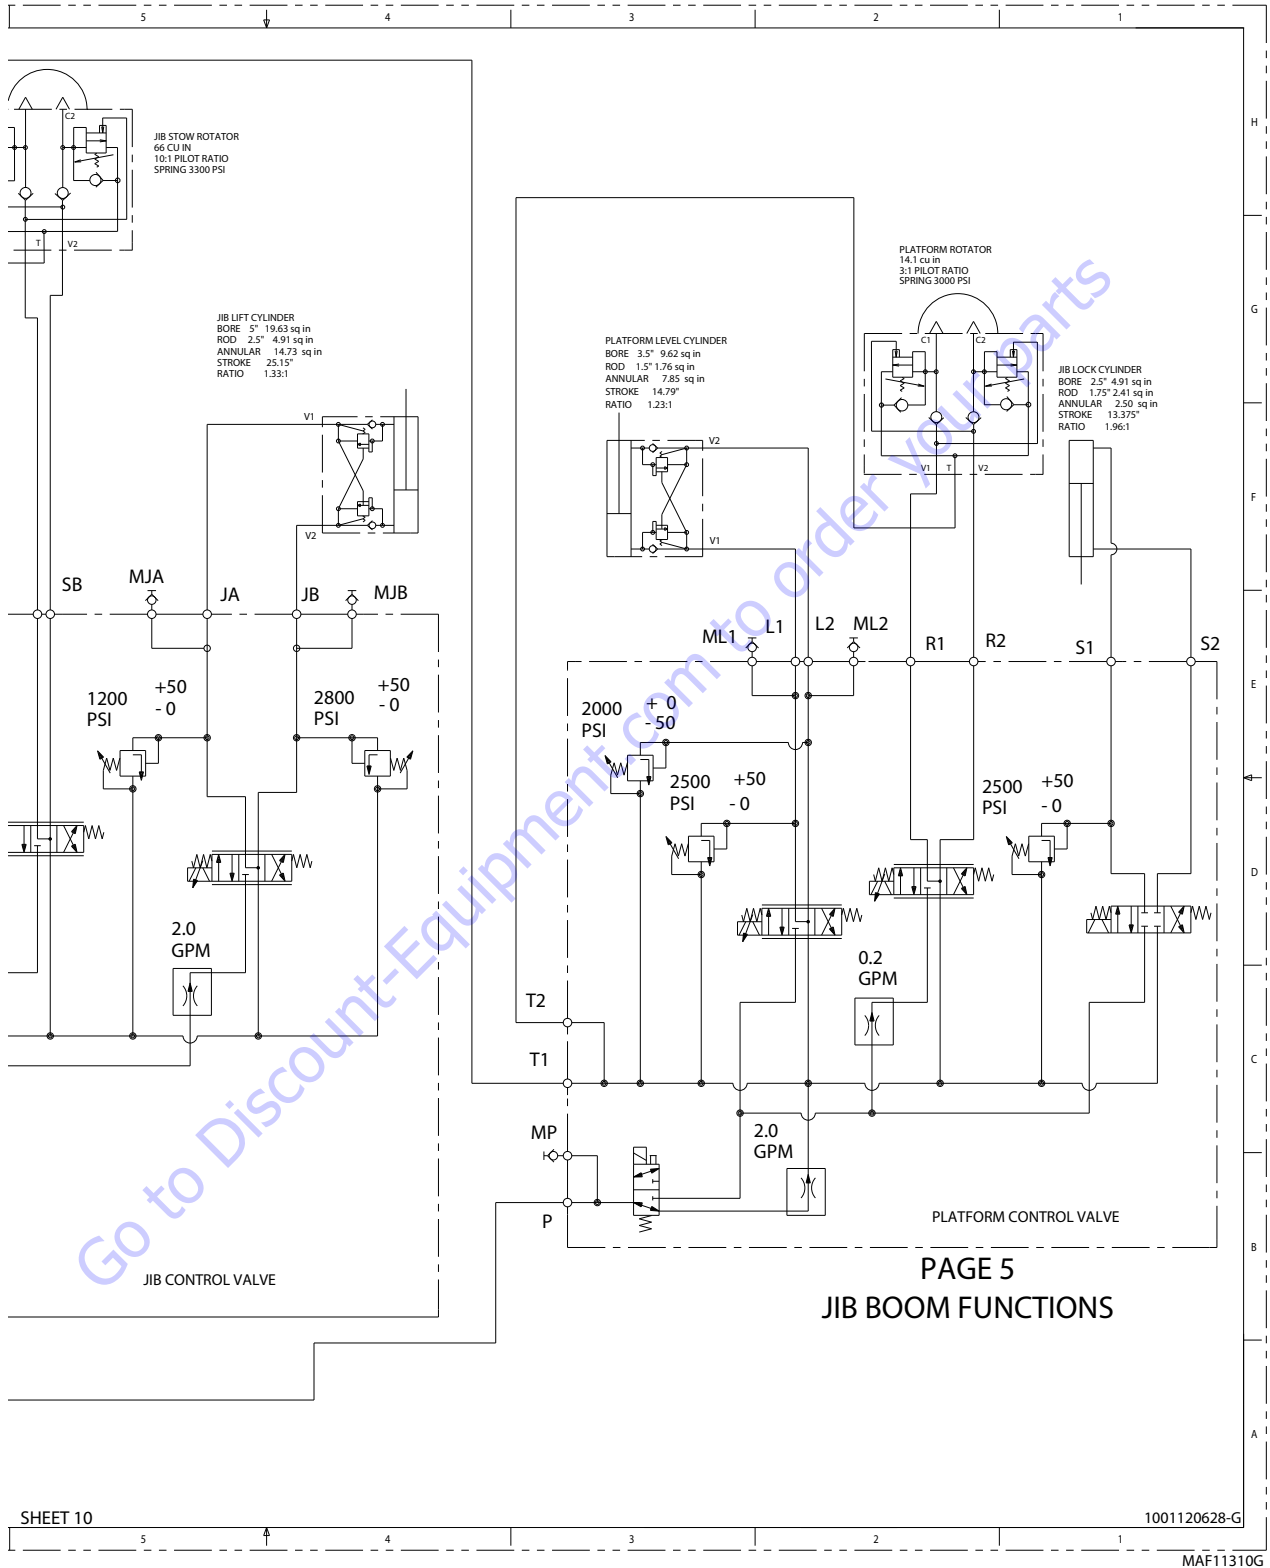 5
4
3
2
1
H
G
F
E
D
C
B
A
C2
T
V2
JIB STOW ROTATOR
66 CU IN
10:1 PILOT RATIO
SPRING 3300 PSI
JIB LIFT CYLINDER
BORE 5" 19.63 sq in
ROD 2.5" 4.91 sq in
ANNULAR 14.73 sq in
STROKE 25.15"
RATIO 1.33:1
V1
V2
PLATFORM LEVEL CYLINDER
BORE 3.5" 9.62 sq in
ROD 1.5" 1.76 sq in
ANNULAR 7.85 sq in
STROKE 14.79"
RATIO 1.23:1
V2
V1
PLATFORM ROTATOR
14.1 cu in
3:1 PILOT RATIO
SPRING 3000 PSI
C1
C2
V1
T
V2
JIB LOCK CYLINDER
BORE 2.5" 4.91 sq in
ROD 1.75" 2.41 sq in
ANNULAR 2.50 sq in
STROKE 13.375"
RATIO 1.96:1
SB
MJA
JA
JB
MJB
1200
PSI
+50
- 0
2800
PSI
+50
- 0
2.0
GPM
JIB CONTROL VALVE
ML1
L1
L2
ML2
R1
R2
S1
S2
2000
PSI
+ 0
- 50
2500
PSI
+50
- 0
2500
PSI
+50
- 0
0.2
GPM
T2
T1
MP
P
2.0
GPM
PLATFORM CONTROL VALVE
PAGE 5
JIB BOOM FUNCTIONS
Go to Discount-Equipment.com to order your parts
SHEET 10
1001120628-G
5
4
3
2
1
MAF11310G